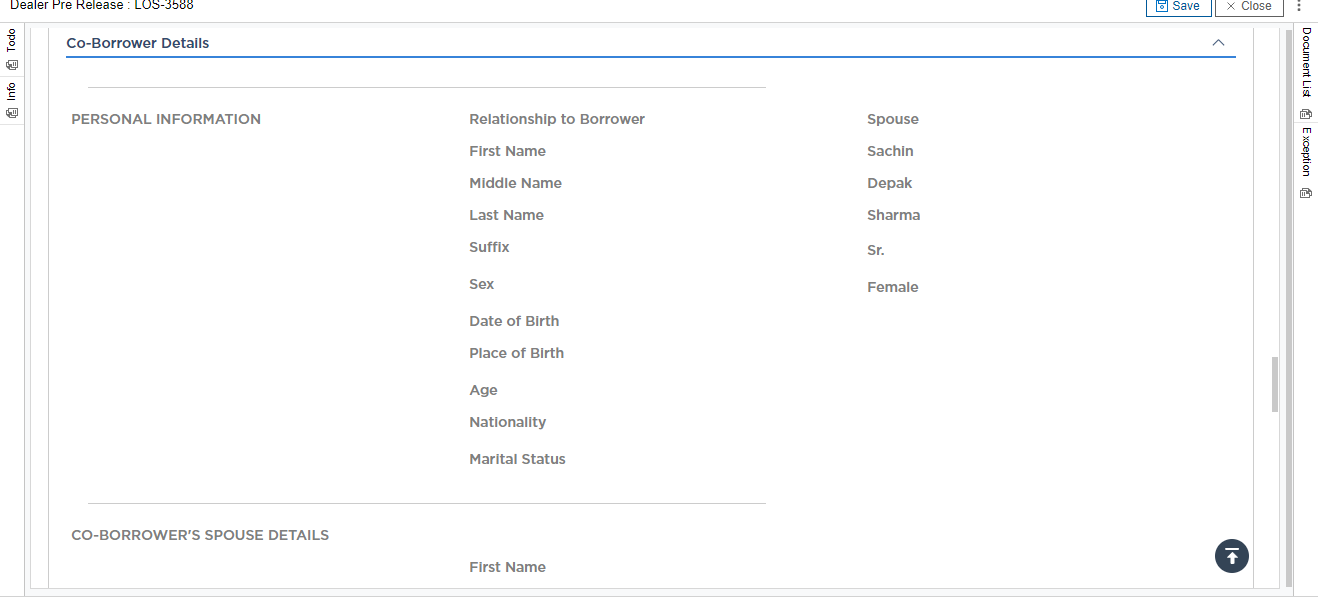 Dealer Pre Release : LOS-3588
Save
Close
Todo
Info
Document List
Exception
Co-Borrower Details
PERSONAL INFORMATION
Relationship to Borrower Spouse
First Name Sachin
Middle Name Depak
Last Name Sharma
Suffix Sr.
Sex Female
Date of Birth
Place of Birth
Age
Nationality
Marital Status
CO-BORROWER'S SPOUSE DETAILS
First Name